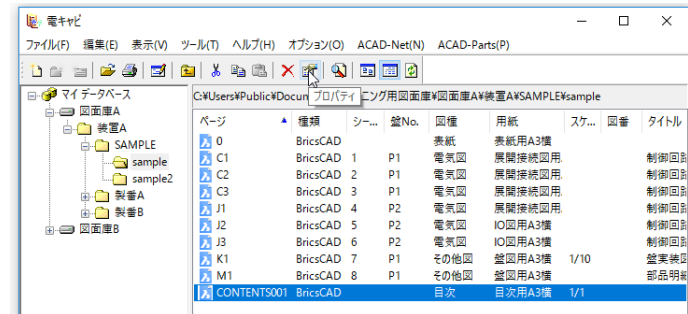 電キャビ
ファイル(F) 編集(E) 表示(V) ツール(T) ヘルプ(H) オプション(O) ACAD-Net(N) ACAD-Parts(P)
プロパティ
マイ データベース
図面庫A
装置A
SAMPLE
sample
sample2
製番A
製番B
図面庫B
C:¥Users¥Public¥Docum ニング用図面庫¥図面庫A¥装置A¥SAMPLE¥sample
ページ 種類 シー... 盤No. 図種 用紙 スケ... 図番 タイトル
0 BricsCAD 表紙 表紙用A3横
C1 BricsCAD 1 P1 電気図 展開接続図用 制御回
C2 BricsCAD 2 P1 電気図 展開接続図用 制御回
C3 BricsCAD 3 P1 電気図 展開接続図用 制御回
J1 BricsCAD 4 P2 電気図 展開接続図用 制御回
J2 BricsCAD 5 P2 電気図 IO図用A3横 制御回
J3 BricsCAD 6 P2 電気図 IO図用A3横 制御回
K1 BricsCAD 7 P1 その他図 盤図用A3横 1/10 盤実装
M1 BricsCAD 8 P1 その他図 盤図用A3横 部品明
CONTENTS001 BricsCAD 目次 目次用A3横 1/1